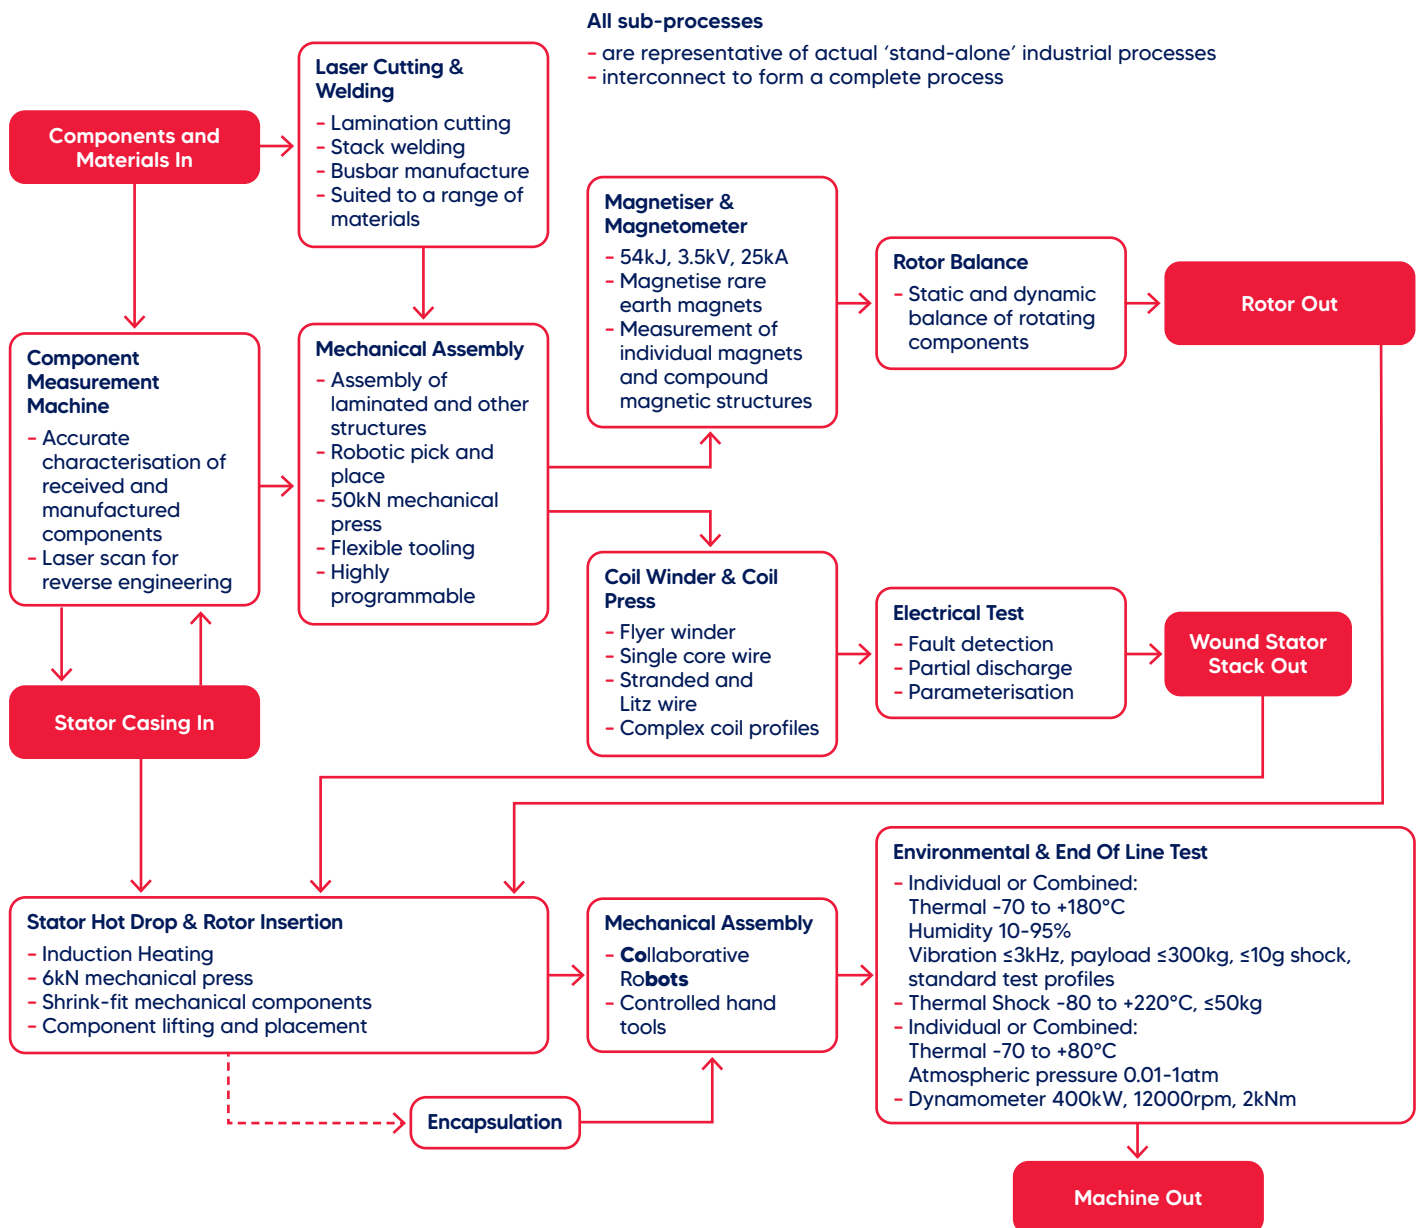 All sub-processes
- are representative of actual ‘stand-alone’ industrial processes
- interconnect to form a complete process
Components and
Materials In
Laser Cutting &
Welding
- Lamination cutting
- Stack welding
- Busbar manufacture
- Suited to a range of
materials
Component
Measurement
Machine
- Accurate
characterisation of
received and
manufactured
components
- Laser scan for
reverse engineering
Mechanical Assembly
- Assembly of
laminated and other
structures
- Robotic pick and
place
- 50kN mechanical
press
- Flexible tooling
- Highly
programmable
Magnetiser &
Magnetometer
- 54kJ, 3.5kV, 25kA
- Magnetise rare
earth magnets
- Measurement of
individual magnets
and compound
magnetic structures
Rotor Balance
- Static and dynamic
balance of rotating
components
Rotor Out
Coil Winder & Coil
Press
- Flyer winder
- Single core wire
- Stranded and
Litz wire
- Complex coil profiles
Electrical Test
- Fault detection
- Partial discharge
- Parameterisation
Wound Stator
Stack Out
Stator Casing In
Stator Hot Drop & Rotor Insertion
- Induction Heating
- 6kN mechanical press
- Shrink-fit mechanical components
- Component lifting and placement
Encapsulation
Mechanical Assembly
- Collaborative
Robots
- Controlled hand
tools
Environmental & End Of Line Test
- Individual or Combined:
Thermal -70 to +180°C
Humidity 10-95%
Vibration ≤3kHz, payload ≤300kg, ≤10g shock,
standard test profiles
- Thermal Shock -80 to +220°C, ≤50kg
- Individual or Combined:
Thermal -70 to +80°C
Atmospheric pressure 0.01-1atm
- Dynamometer 400kW, 12000rpm, 2kNm
Machine Out